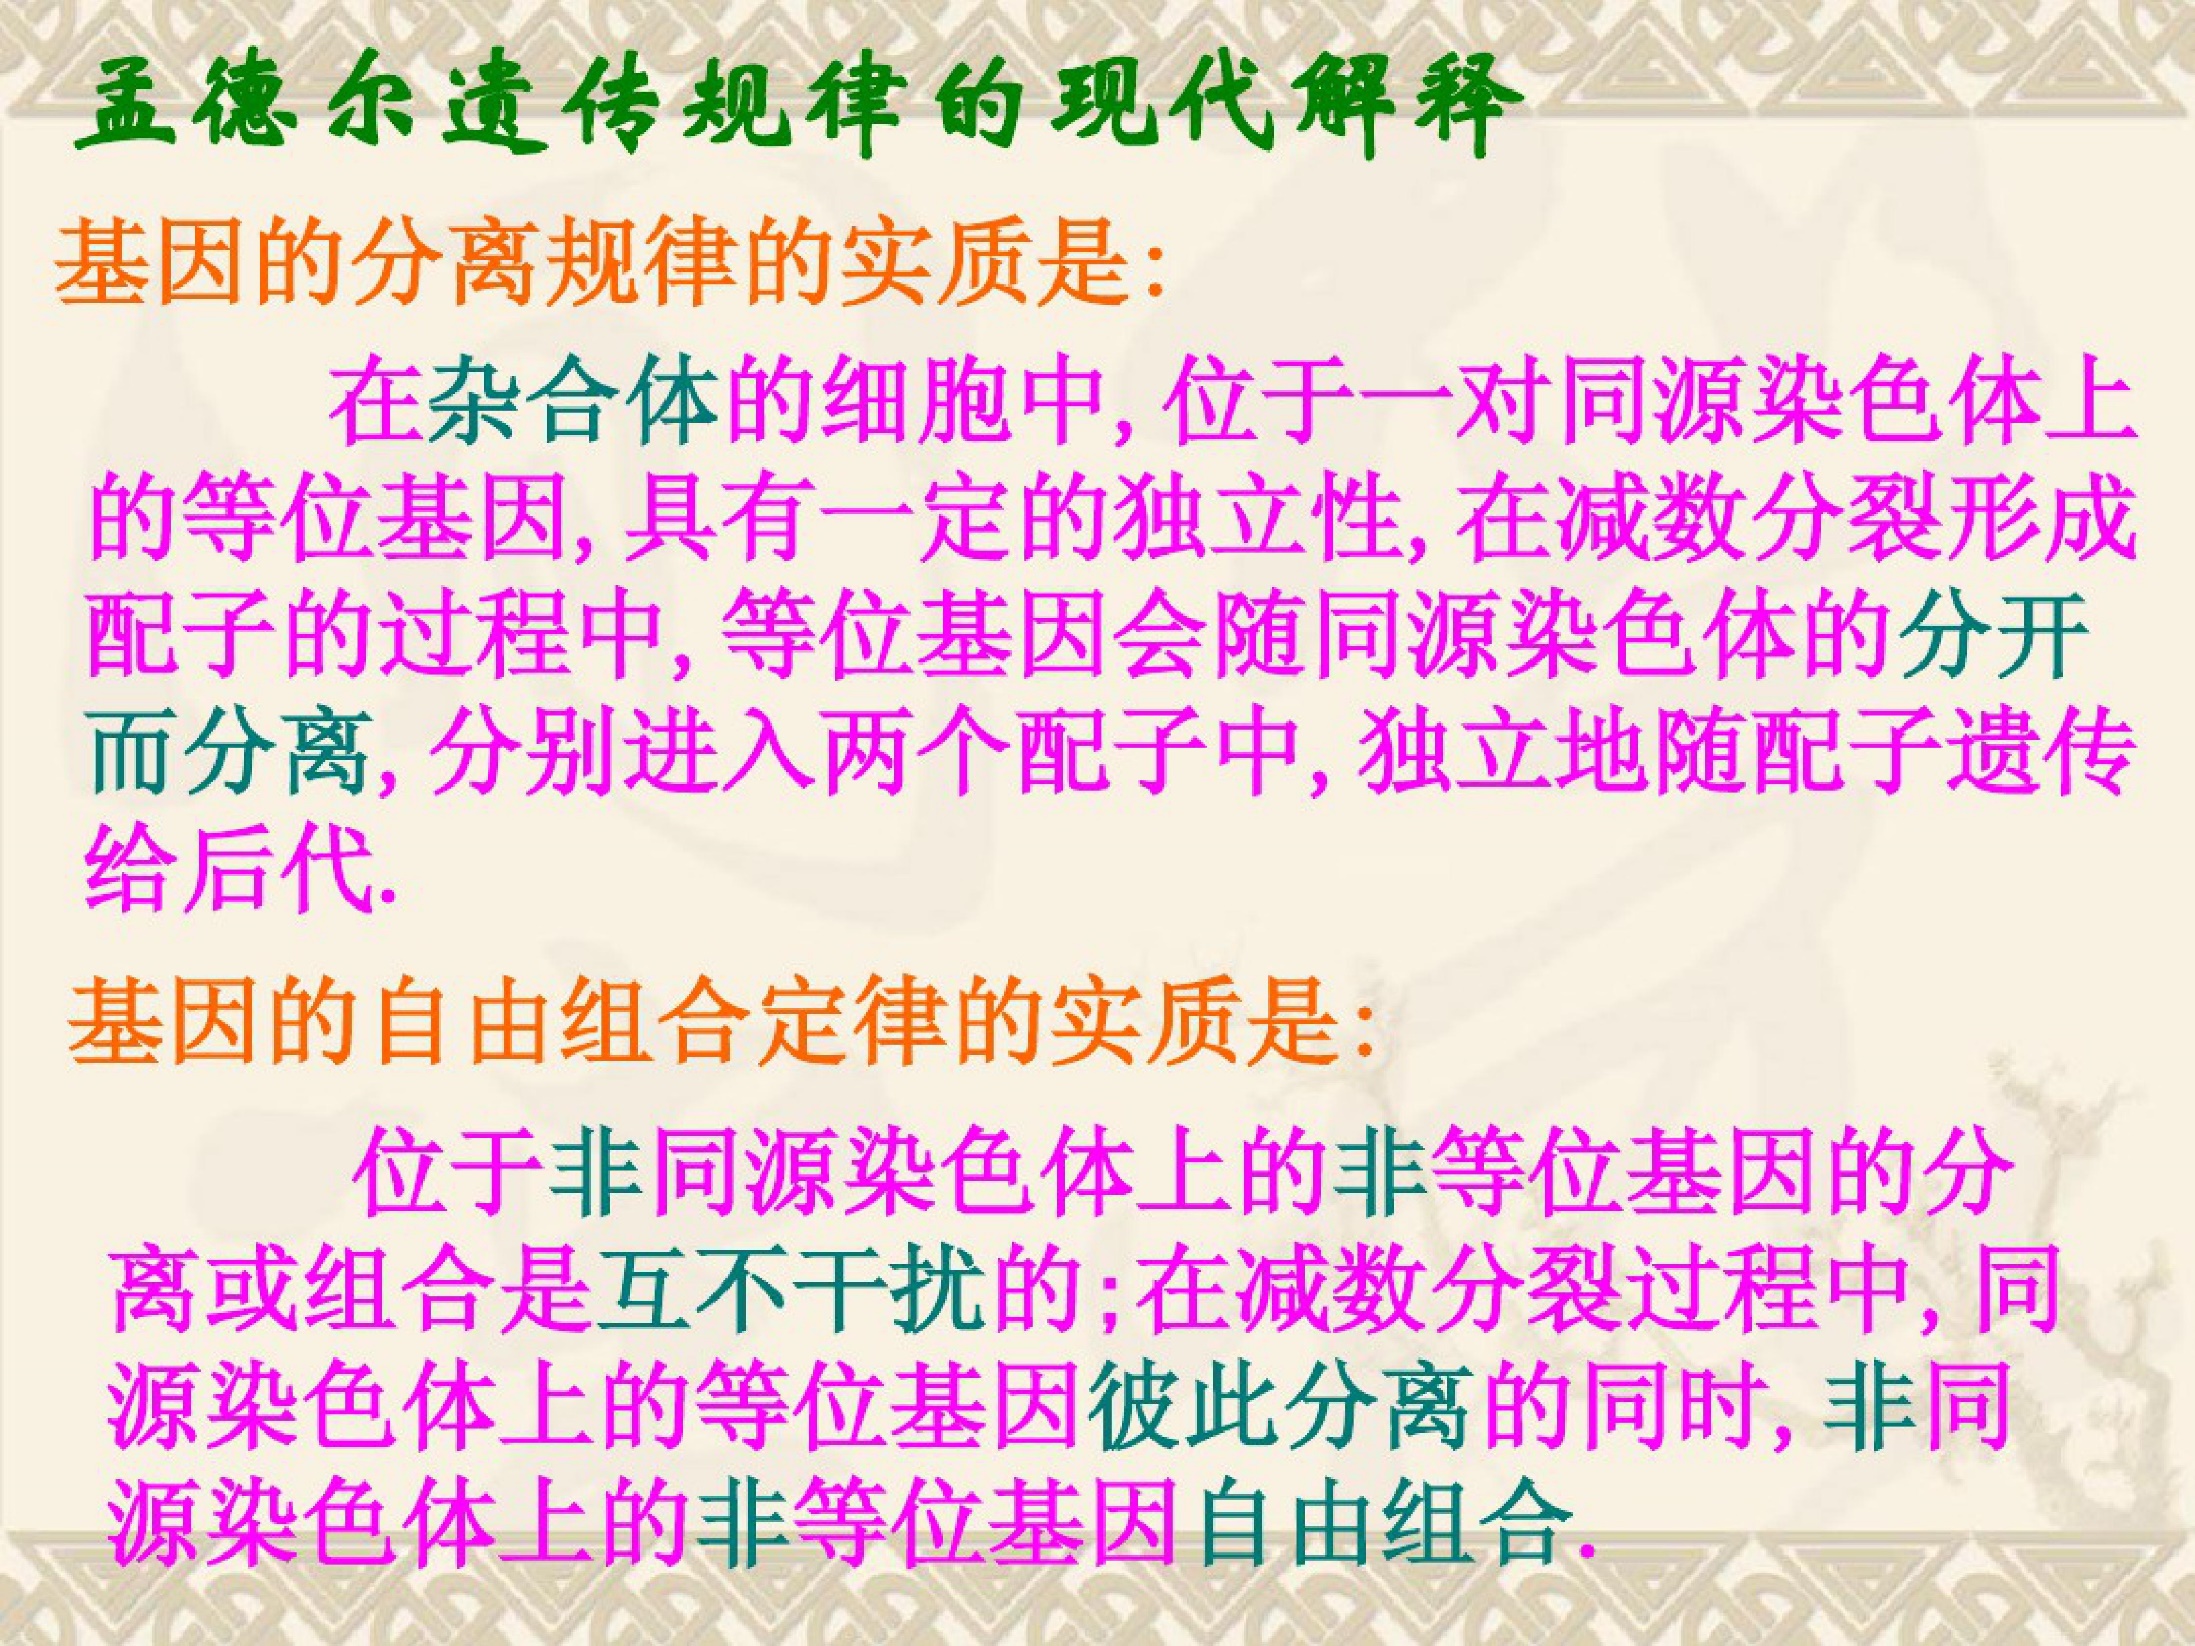 孟德尔遗传规律的现代解释
基因的分离规律的实质是:
在杂合体的细胞中,位于一对同源染色体上
的等位基因,具有一定的独立性,在减数分裂形成
配子的过程中,等位基因会随同源染色体的分开
而分离,分别进入两个配子中,独立地随配子遗传
给后代.
基因的自由组合定律的实质是:
位于非同源染色体上的非等位基因的分
离或组合是互不干扰的;在减数分裂过程中,同
源染色体上的等位基因彼此分离的同时,非同
源染色体上的非等位基因自由组合.